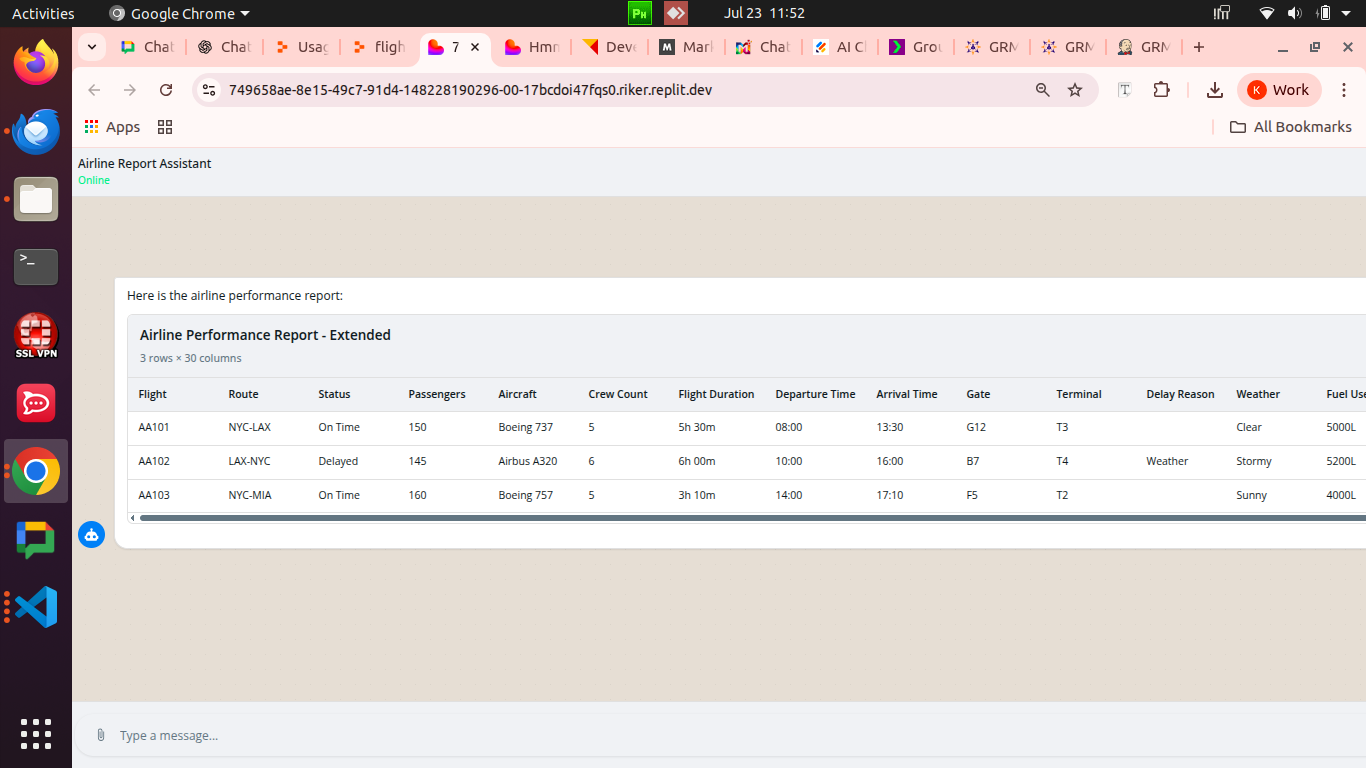 Activities Google Chrome Jul 23 11:52
Chat Chat Usag fligh 7 Hmn Deve Mark Chat AI Cl Grou GRM GRM GRM
749658ae-8e15-49c7-91d4-148228190296-00-17bcdoi47fqs0.riker.replit.dev K Work
Apps All Bookmarks
Airline Report Assistant
Online
Here is the airline performance report:
Airline Performance Report - Extended
3 rows × 30 columns
Flight Route Status Passengers Aircraft Crew Count Flight Duration Departure Time Arrival Time Gate Terminal Delay Reason Weather Fuel Use
AA101 NYC-LAX On Time 150 Boeing 737 5 5h 30m 08:00 13:30 G12 T3 Clear 5000L
AA102 LAX-NYC Delayed 145 Airbus A320 6 6h 00m 10:00 16:00 B7 T4 Weather Stormy 5200L
AA103 NYC-MIA On Time 160 Boeing 757 5 3h 10m 14:00 17:10 F5 T2 Sunny 4000L
Type a message...
SSL VPN